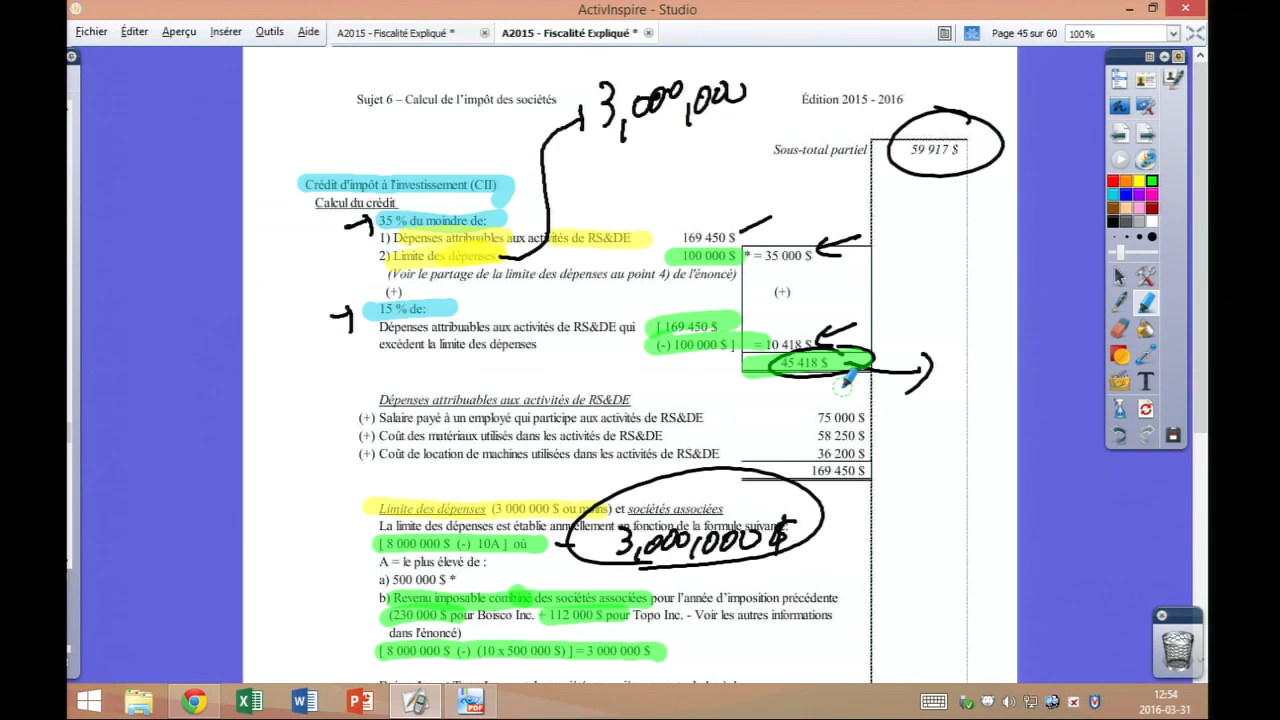 ActivInspire - Studio
Fichier Éditer Aperçu Insérer Outils Aide
A2015 - Fiscalité Expliqué *
A2015 - Fiscalité Expliqué *
Page 45 sur 60
100%
3,000,000
Sujet 6 – Calcul de l'impôt des sociétés
Édition 2015 - 2016
Sous-total partiel 59 917 $
Crédit d'impôt à l'investissement (CII)
Calcul du crédit
35 % du moindre de:
1) Dépenses attribuables aux activités de RS&DE 169 450 $
2) Limite des dépenses 100 000 $ * = 35 000 $
(Voir le partage de la limite des dépenses au point 4) de l'énoncé)
(+) (+)
15 % de:
Dépenses attribuables aux activités de RS&DE qui [ 169 450 $
excèdent la limite des dépenses (-) 100 000 $ ] = 10 418 $
45 418 $
Dépenses attribuables aux activités de RS&DE
(+) Salaire payé à un employé qui participe aux activités de RS&DE 75 000 $
(+) Coût des matériaux utilisés dans les activités de RS&DE 58 250 $
(+) Coût de location de machines utilisées dans les activités de RS&DE 36 200 $
169 450 $
Limite des dépenses (3 000 000 $ ou moins) et sociétés associées
La limite des dépenses est établie annuellement en fonction de la formule suivante:
[ 8 000 000 $ (-) 10A ] où
3,000,000 $
A = le plus élevé de :
a) 500 000 $ *
b) Revenu imposable combiné des sociétés associées pour l'année d'imposition précédente
(230 000 $ pour Boisco Inc. + 112 000 $ pour Topo Inc. - Voir les autres informations
dans l'énoncé)
[ 8 000 000 $ (-) (10 x 500 000 $) ] = 3 000 000 $
12:54
2016-03-31